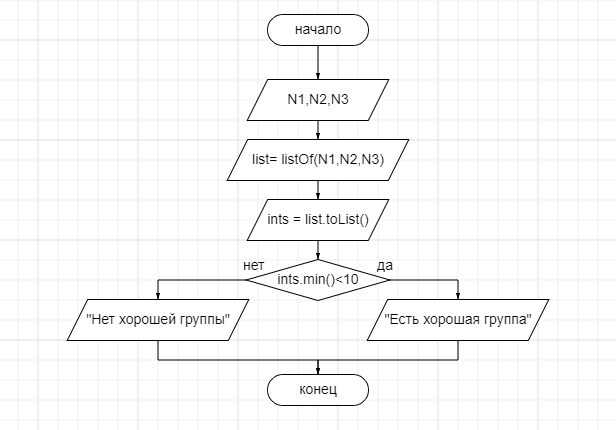 начало
N1,N2,N3
list= listOf(N1,N2,N3)
ints = list.toList()
нет
да
ints.min()<10
"Нет хорошей группы"
"Есть хорошая группа"
конец